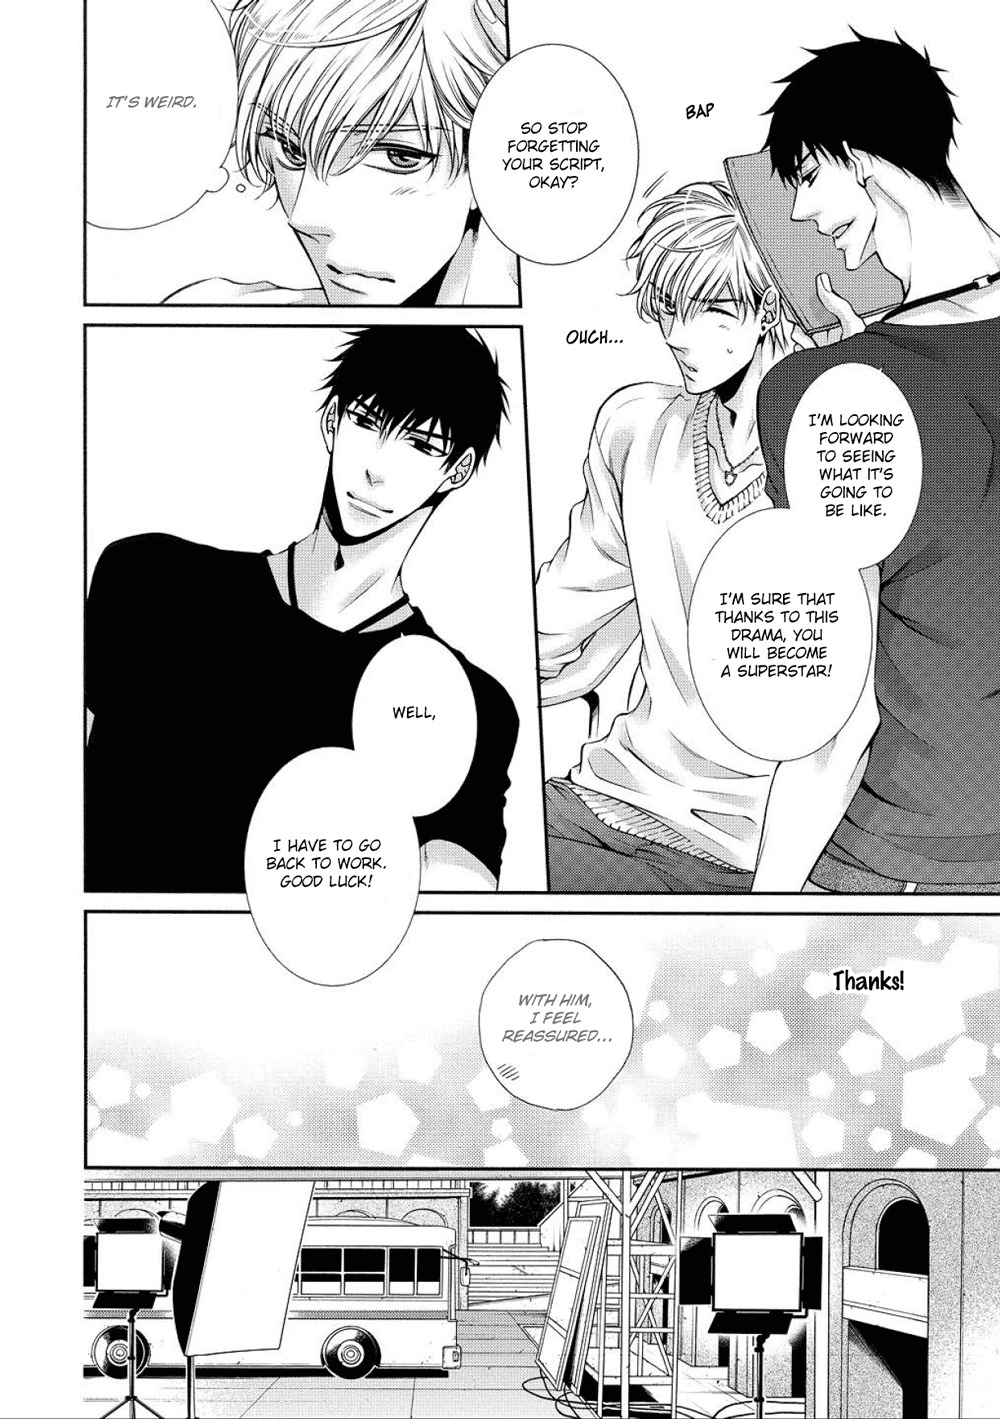 BAP
SO STOP
FORGETTING
YOUR SCRIPT,
OKAY?
OUCH...
I'M LOOKING
FORWARD
TO SEEING
WHAT IT'S
GOING TO
BE LIKE.
I'M SURE THAT
THANKS TO THIS
DRAMA, YOU
WILL BECOME
A SUPERSTAR!
IT'S WEIRD.
WELL,
I HAVE TO GO
BACK TO WORK.
GOOD LUCK!
Thanks!
WITH HIM,
I FEEL
REASSURED...